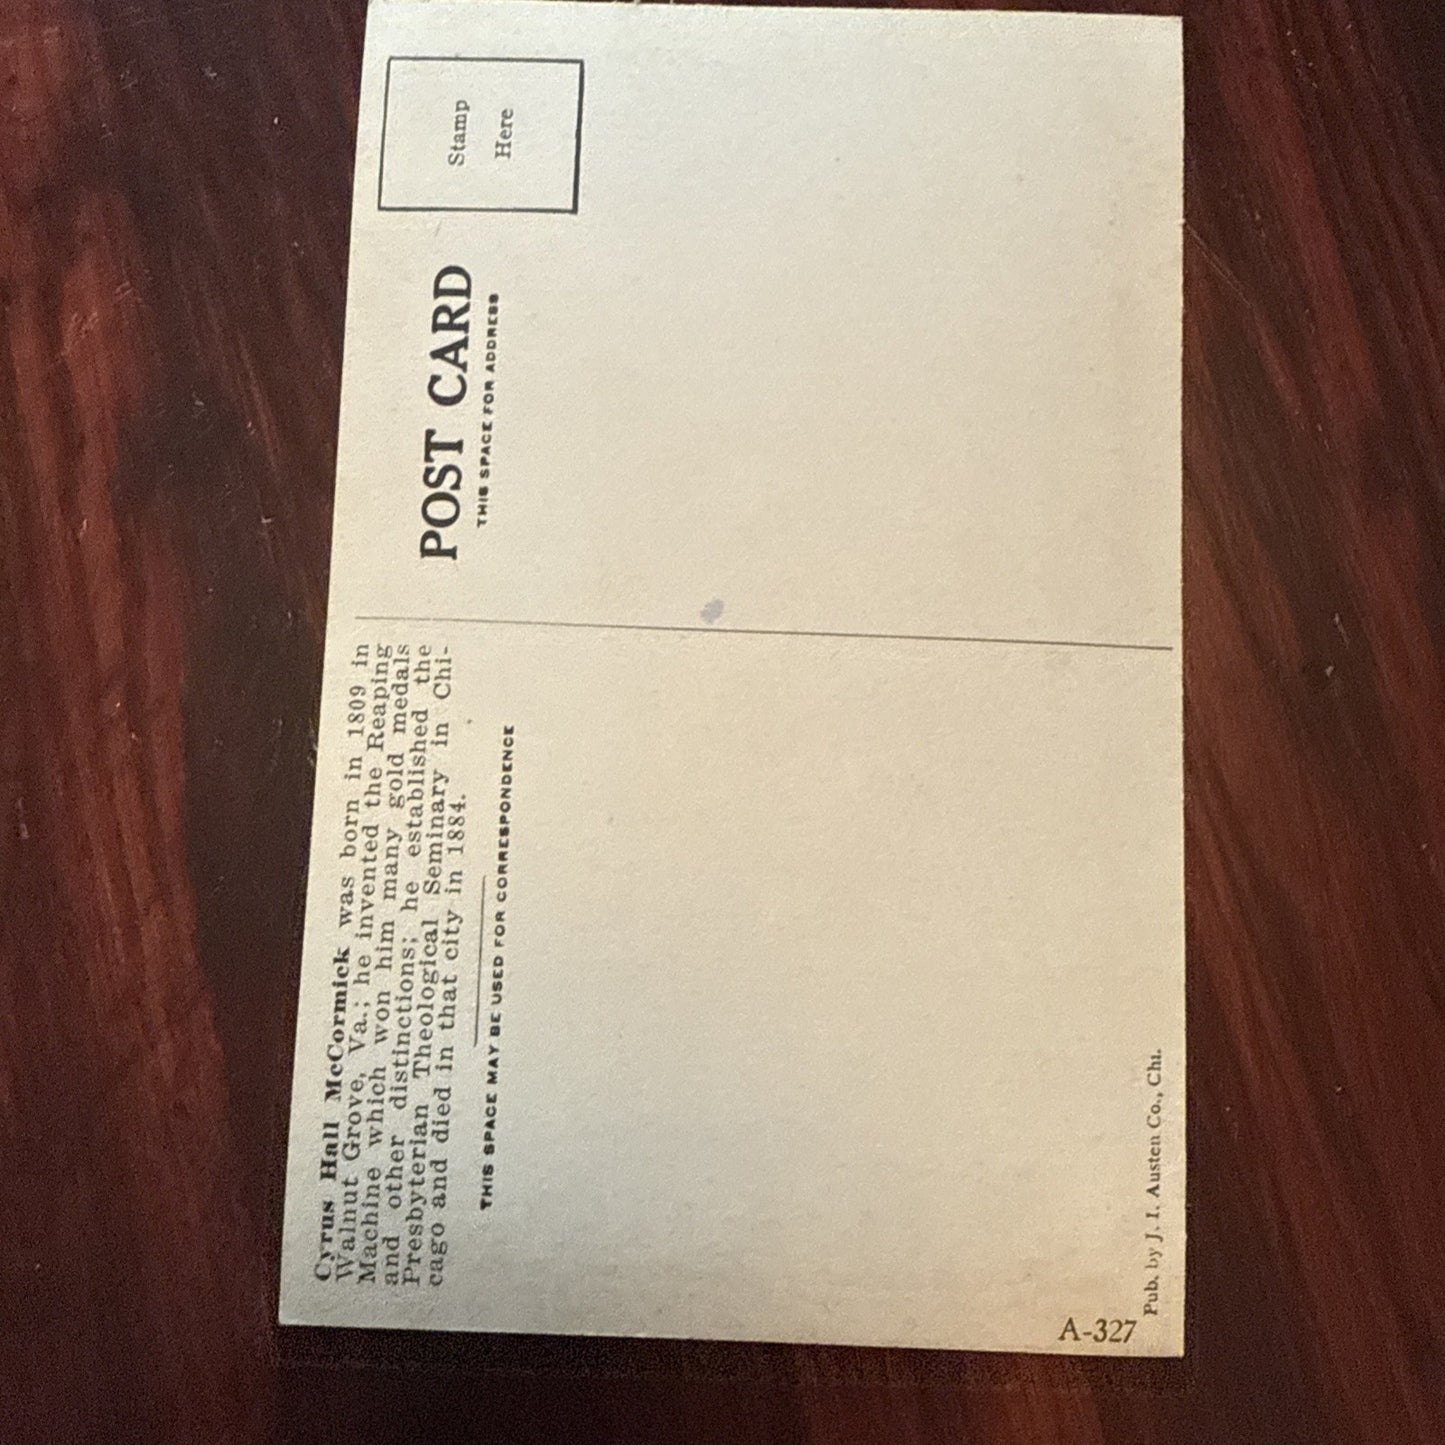 Cyrus Hall McCormick was born in 1809 in
Walnut Grove, Va.; he invented the Reaping
Machine which won him many gold medals
and other distinctions; he established the
Presbyterian Theological Seminary in Chi-
cago and died in that city in 1884.
THIS SPACE MAY BE USED FOR CORRESPONDENCE
POST CARD
THIS SPACE FOR ADDRESS
Stamp
Here
A-327
Pub. by J. I. Austen Co., Chi.